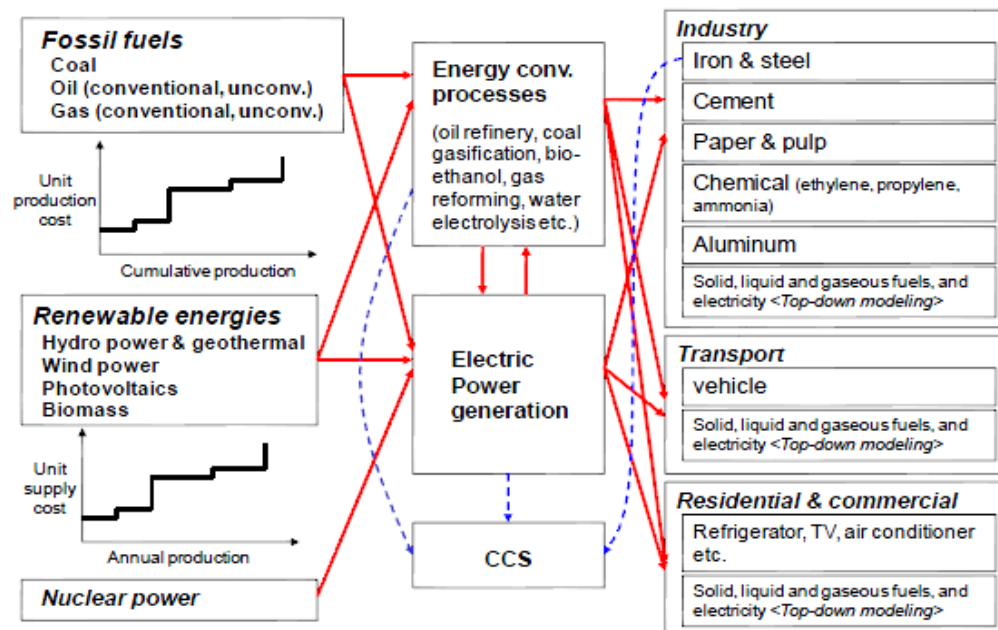 Fossil fuels
Coal
Oil (conventional, unconv.)
Gas (conventional, unconv.)
Unit
production
cost
Cumulative production
Renewable energies
Hydro power & geothermal
Wind power
Photovoltaics
Biomass
Unit
supply
cost
Annual production
Nuclear power
Energy conv.
processes
(oil refinery, coal
gasification, bio-
ethanol, gas
reforming, water
electrolysis etc.)
Electric
Power
generation
CCS
Industry
Iron & steel
Cement
Paper & pulp
Chemical (ethylene, propylene,
ammonia)
Aluminum
Solid, liquid and gaseous fuels, and
electricity <Top-down modeling>
Transport
vehicle
Solid, liquid and gaseous fuels, and
electricity <Top-down modeling>
Residential & commercial
Refrigerator, TV, air conditioner
etc.
Solid, liquid and gaseous fuels, and
electricity <Top-down modeling>